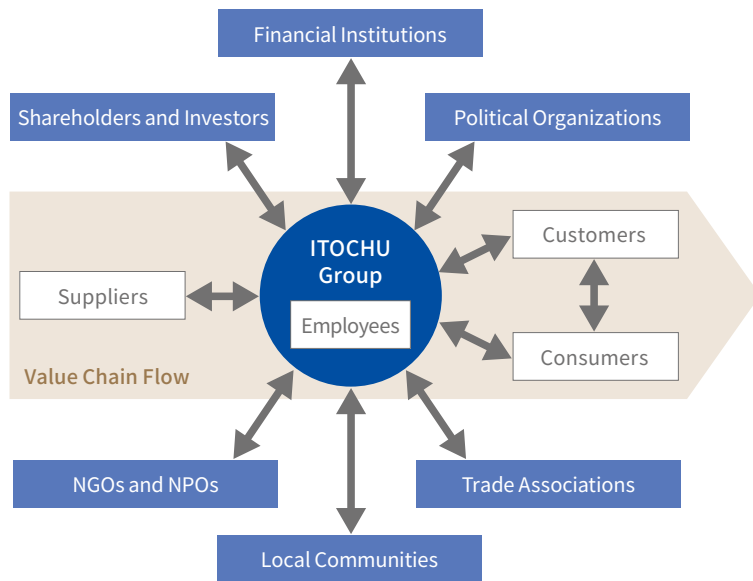 Financial Institutions
Shareholders and Investors
Political Organizations
ITOCHU
Group
Employees
Customers
Suppliers
Consumers
Value Chain Flow
NGOs and NPOs
Trade Associations
Local Communities